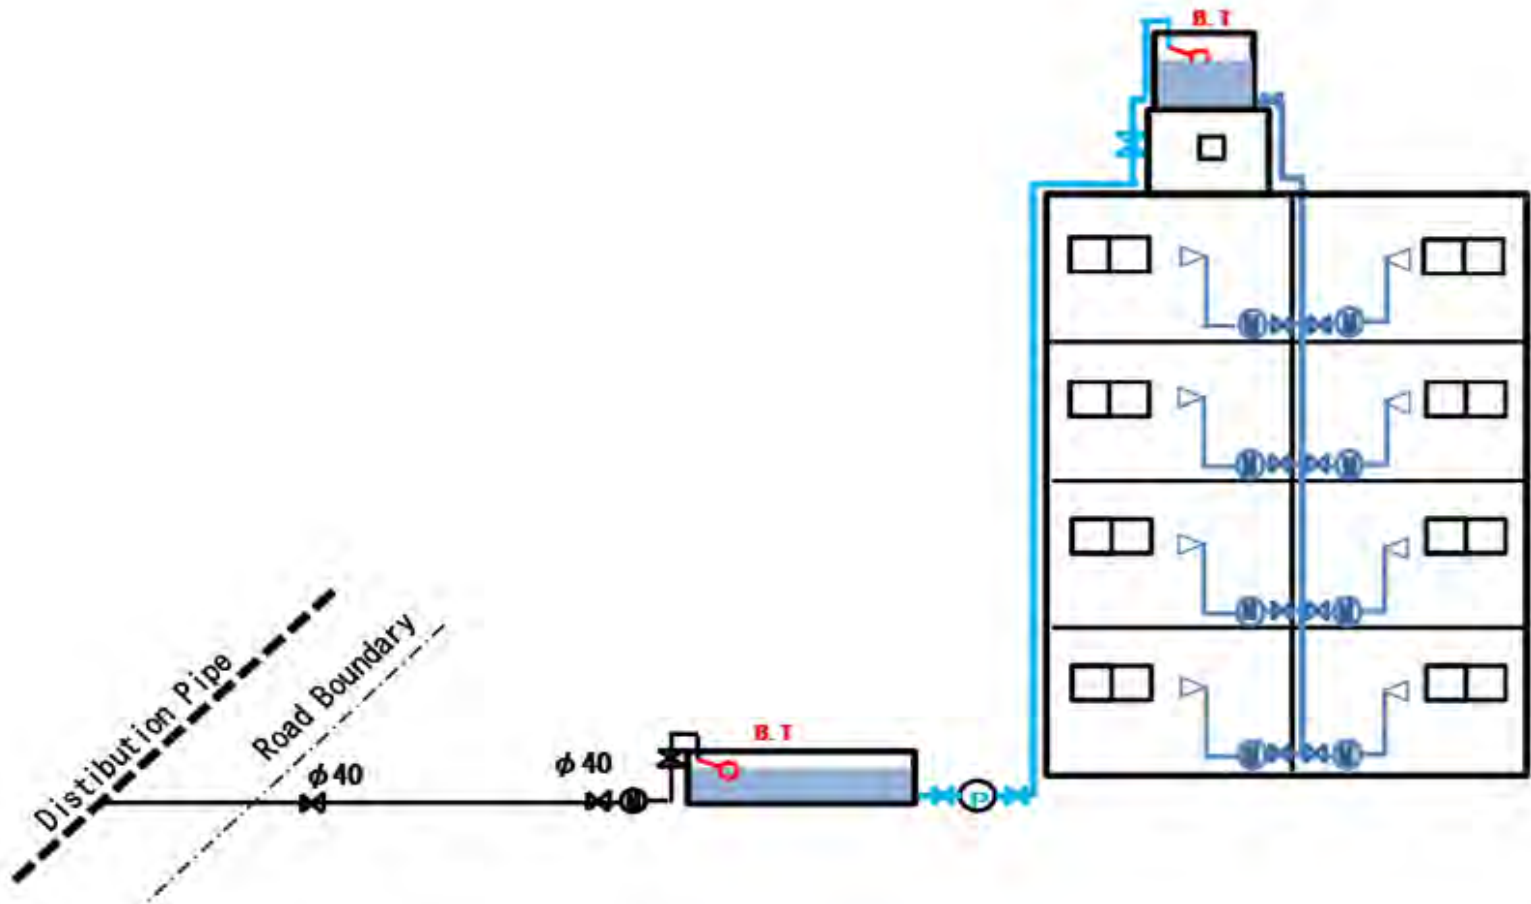 B.T
M M
M M
M M
Distibution Pipe
Road Boundary
B.T
M M
φ40
φ40
M
P